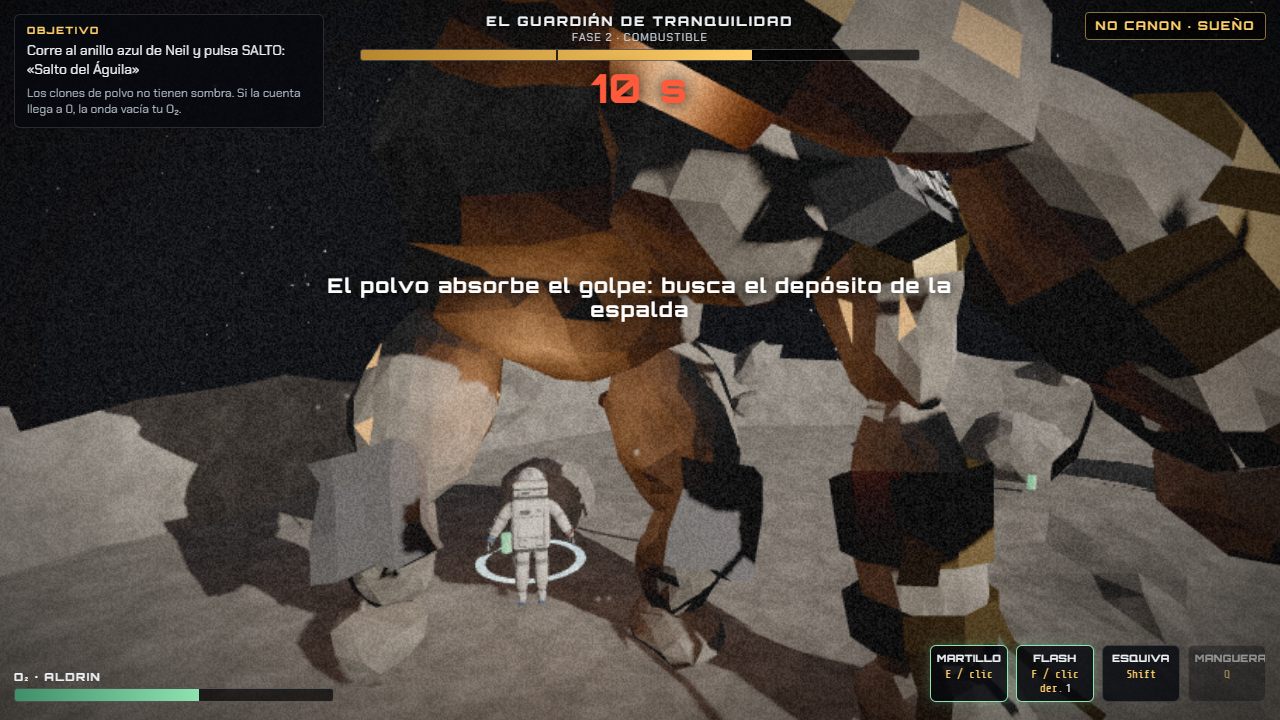 OBJETIVO
Corre al anillo azul de Neil y pulsa SALTO:
«Salto del Águila»
Los clones de polvo no tienen sombra. Si la cuenta
llega a 0, la onda vacía tu O₂.
EL GUARDIÁN DE TRANQUILIDAD
FASE 2 · COMBUSTIBLE
10 s
NO CANON · SUEÑO
El polvo absorbe el golpe: busca el depósito de la
espalda
O₂ · ALDRIN
MARTILLO
E / clic
FLASH
F / clic
der. 1
ESQUIVA
Shift
MANGUERA
Q